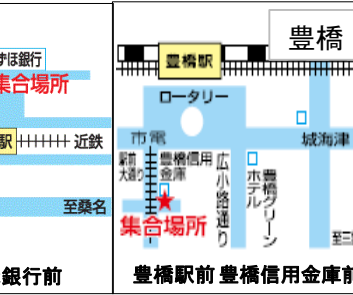 ずほ銀行
集合場所
駅
近鉄
至桑名
銀行前
豊橋
豊橋駅
ロータリー
市電
城海津
駅前大通り
豊橋信用金庫
広小路通り
豊橋グリーンホテル
集合場所
至三
豊橋駅前 豊橋信用金庫前